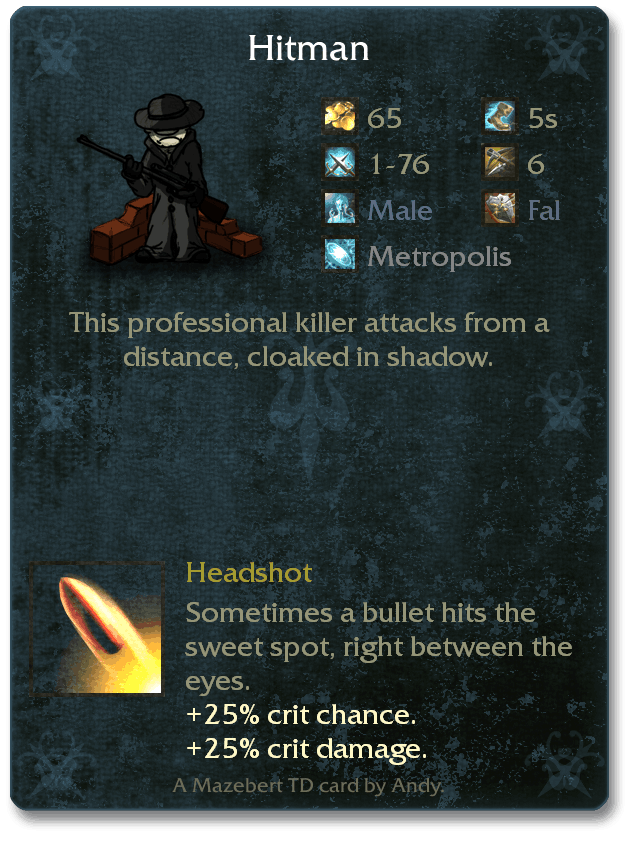 Hitman
65 5s
1-76 6
Male Fal
Metropolis
This professional killer attacks from a
distance, cloaked in shadow.
Headshot
Sometimes a bullet hits the
sweet spot, right between the
eyes.
+25% crit chance.
+25% crit damage.
A Mazebert TD card by Andy.